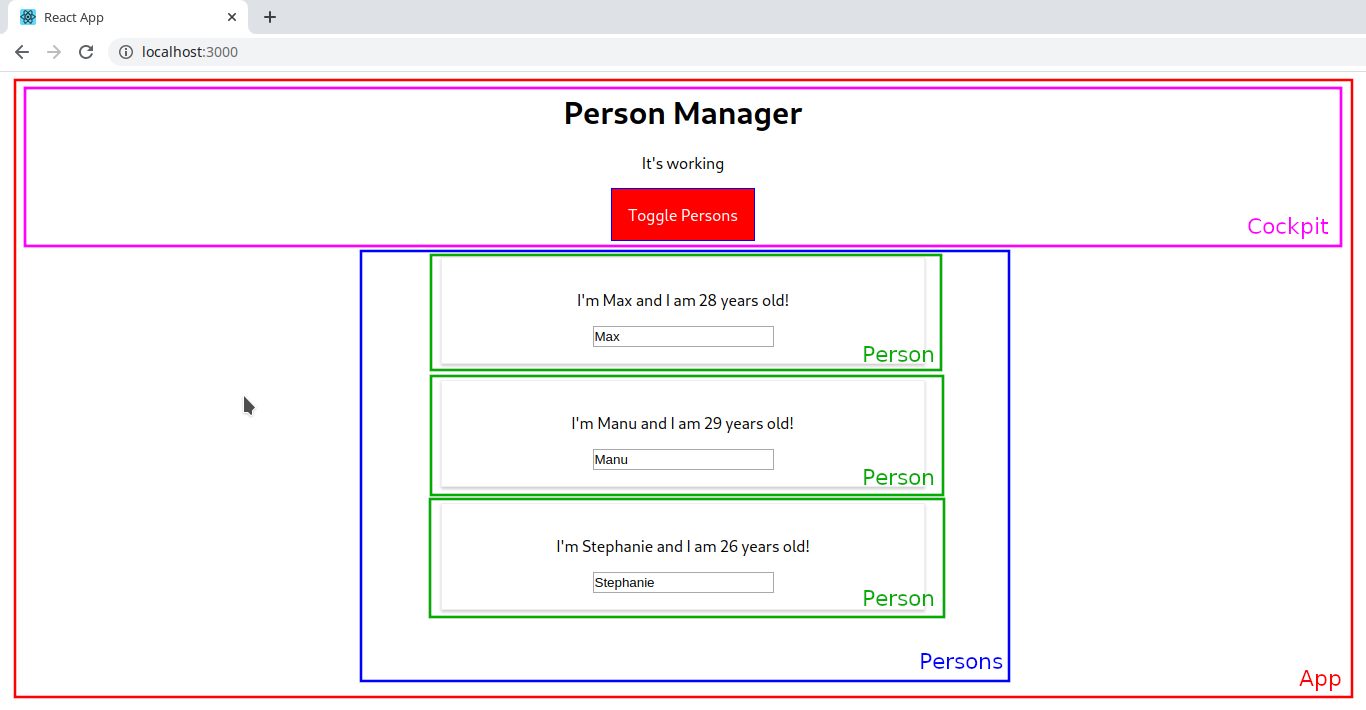 React App
localhost:3000
Person Manager
It's working
Toggle Persons
Cockpit
I'm Max and I am 28 years old!
Max
Person
I'm Manu and I am 29 years old!
Manu
Person
I'm Stephanie and I am 26 years old!
Stephanie
Person
Persons
App